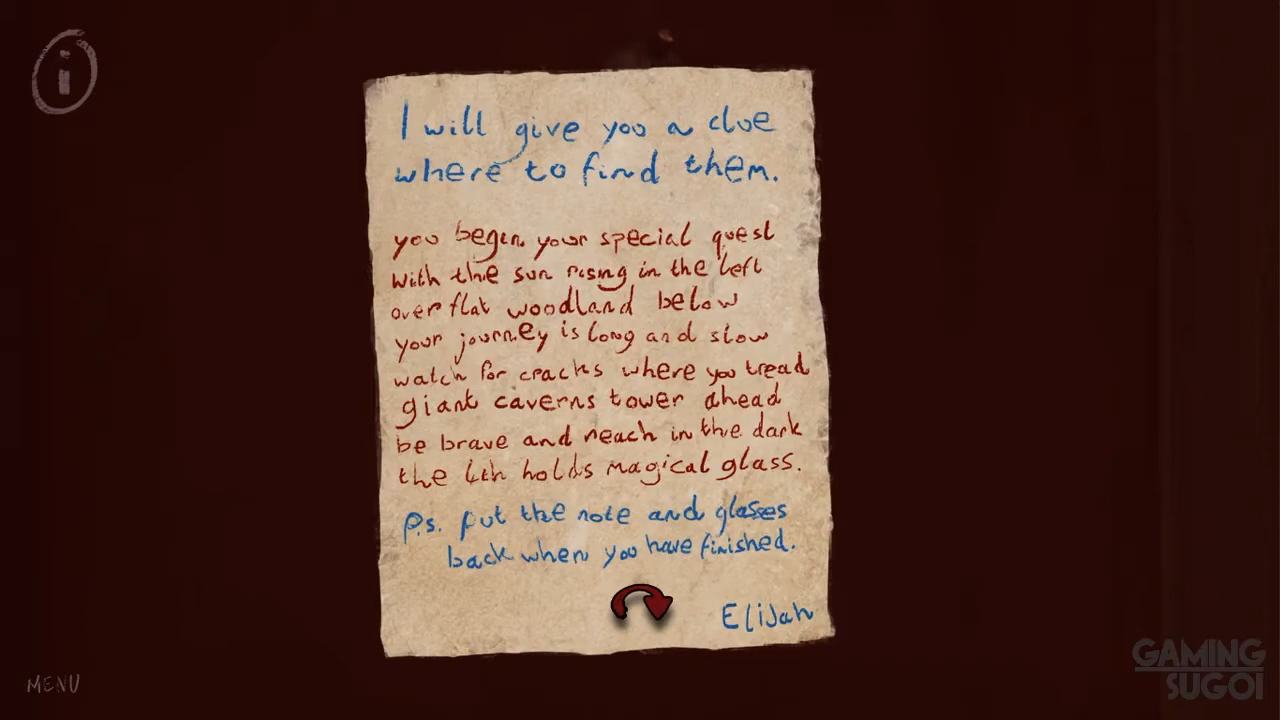 i
I will give you a clue
where to find them.
you begin your special quest
with the sun rising in the left
over flat woodland below
your journey is long and slow
watch for cracks where you tread
giant caverns tower ahead
be brave and reach in the dark
the 4th holds magical glass.
P.s. put the note and glasses
back when you have finished.
Elijah
MENU
GAMING
SUGOI